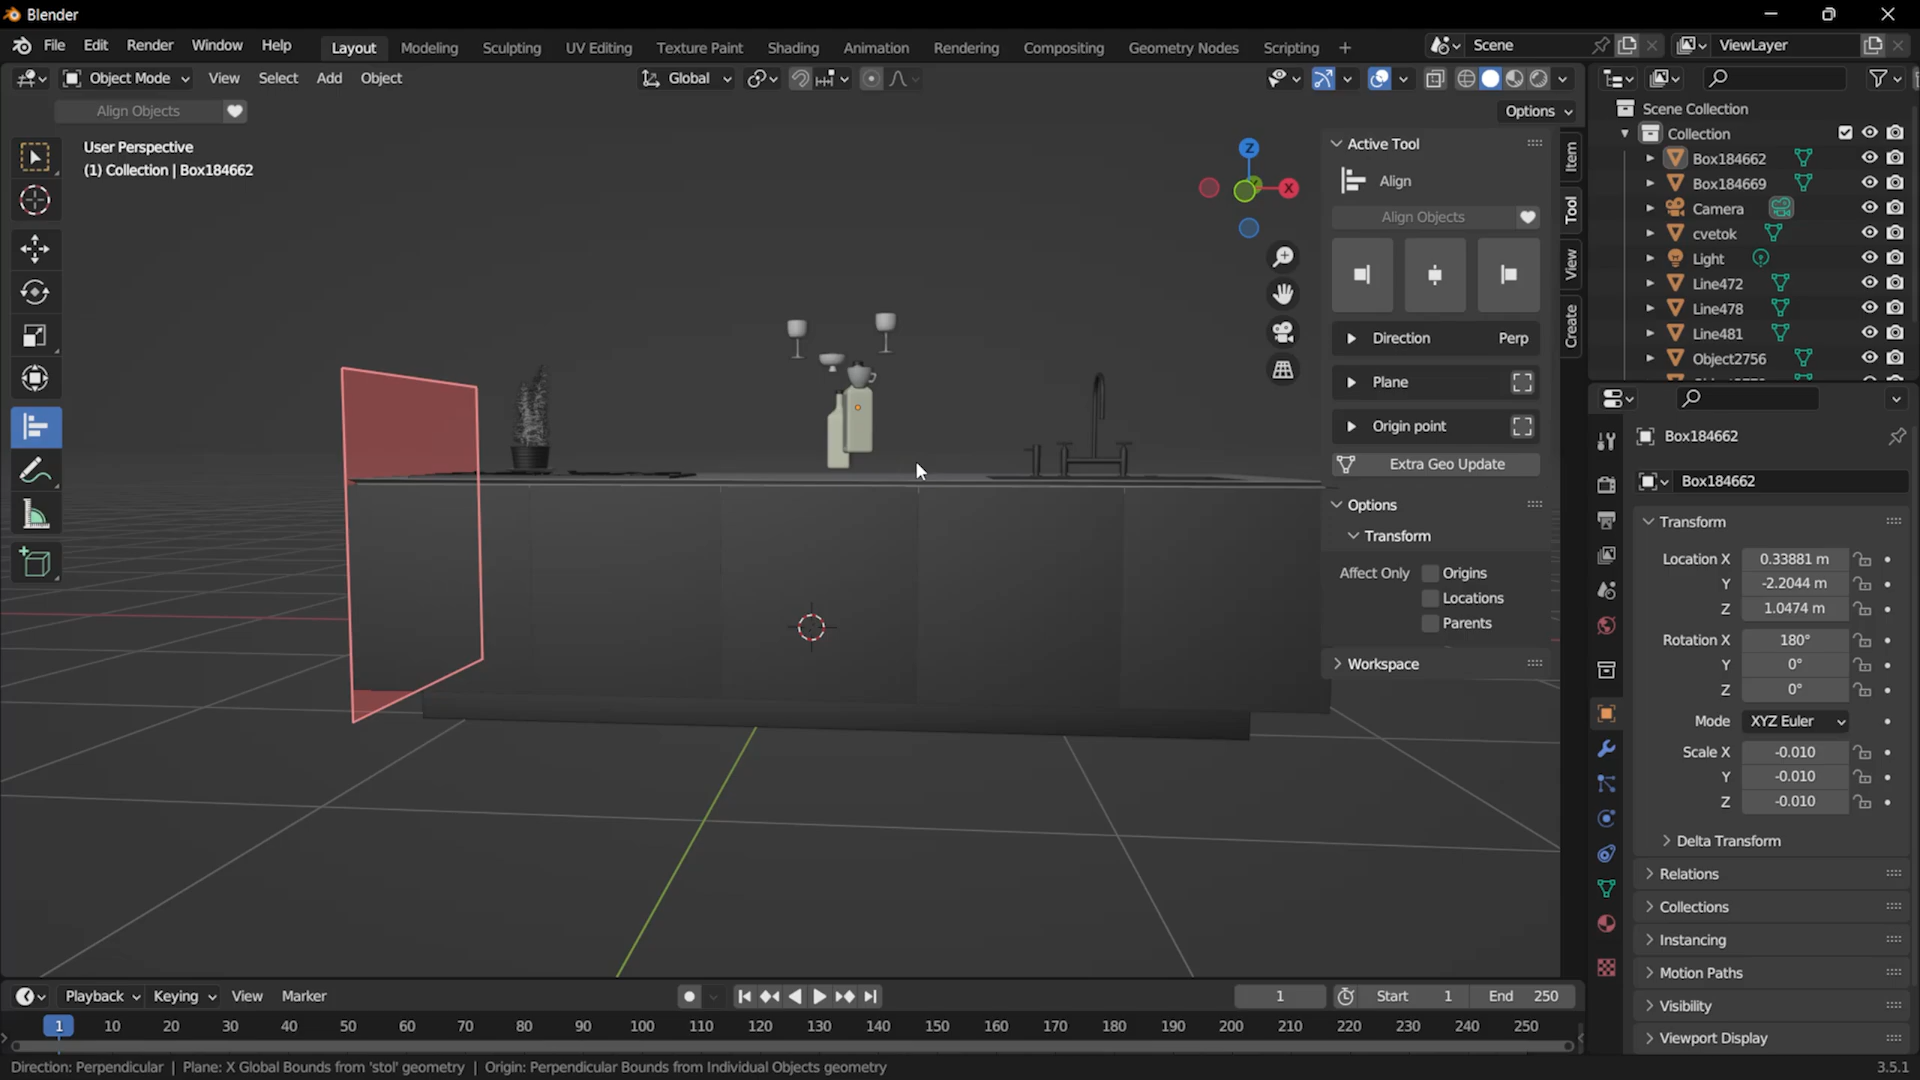 Blender
File Edit Render Window Help Layout Modeling Sculpting UV Editing Texture Paint Shading Animation Rendering Compositing Geometry Nodes Scripting + Scene ViewLayer
Object Mode View Select Add Object Global
Align Objects Options
User Perspective
(1) Collection | Box184662
Z
X
Active Tool
Align
Align Objects
Direction Perp
Plane
Origin point
Extra Geo Update
Options
Transform
Affect Only Origins
Locations
Parents
Workspace
Item
Tool
View
Create
Scene Collection
Collection
Box184662
Box184669
Camera
cvetok
Light
Line472
Line478
Line481
Object2756
Box184662
Box184662
Transform
Location X 0.33881 m
Y -2.2044 m
Z 1.0474 m
Rotation X 180°
Y 0°
Z 0°
Mode XYZ Euler
Scale X -0.010
Y -0.010
Z -0.010
Delta Transform
Relations
Collections
Instancing
Motion Paths
Visibility
Viewport Display
Playback Keying View Marker 1 Start 1 End 250
1 10 20 30 40 50 60 70 80 90 100 110 120 130 140 150 160 170 180 190 200 210 220 230 240 250
Direction: Perpendicular | Plane: X Global Bounds from 'stol' geometry | Origin: Perpendicular Bounds from Individual Objects geometry 3.5.1